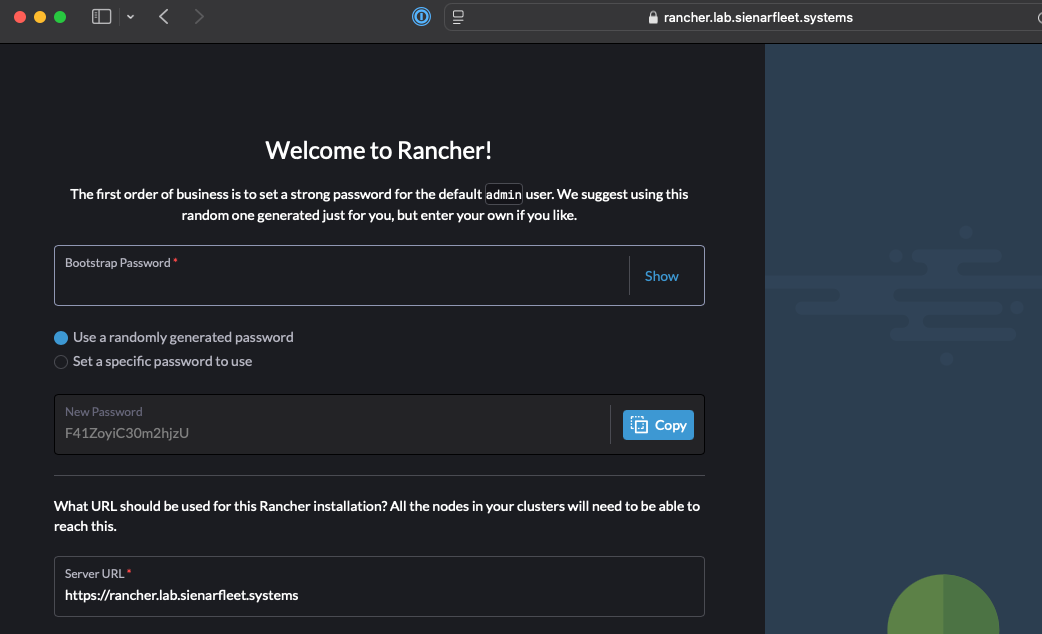 rancher.lab.sienarfleet.systems
Welcome to Rancher!
The first order of business is to set a strong password for the default admin user. We suggest using this
random one generated just for you, but enter your own if you like.
Bootstrap Password *
Show
Use a randomly generated password
Set a specific password to use
New Password
F41ZoyiC30m2hjzU
Copy
What URL should be used for this Rancher installation? All the nodes in your clusters will need to be able to
reach this.
Server URL *
https://rancher.lab.sienarfleet.systems